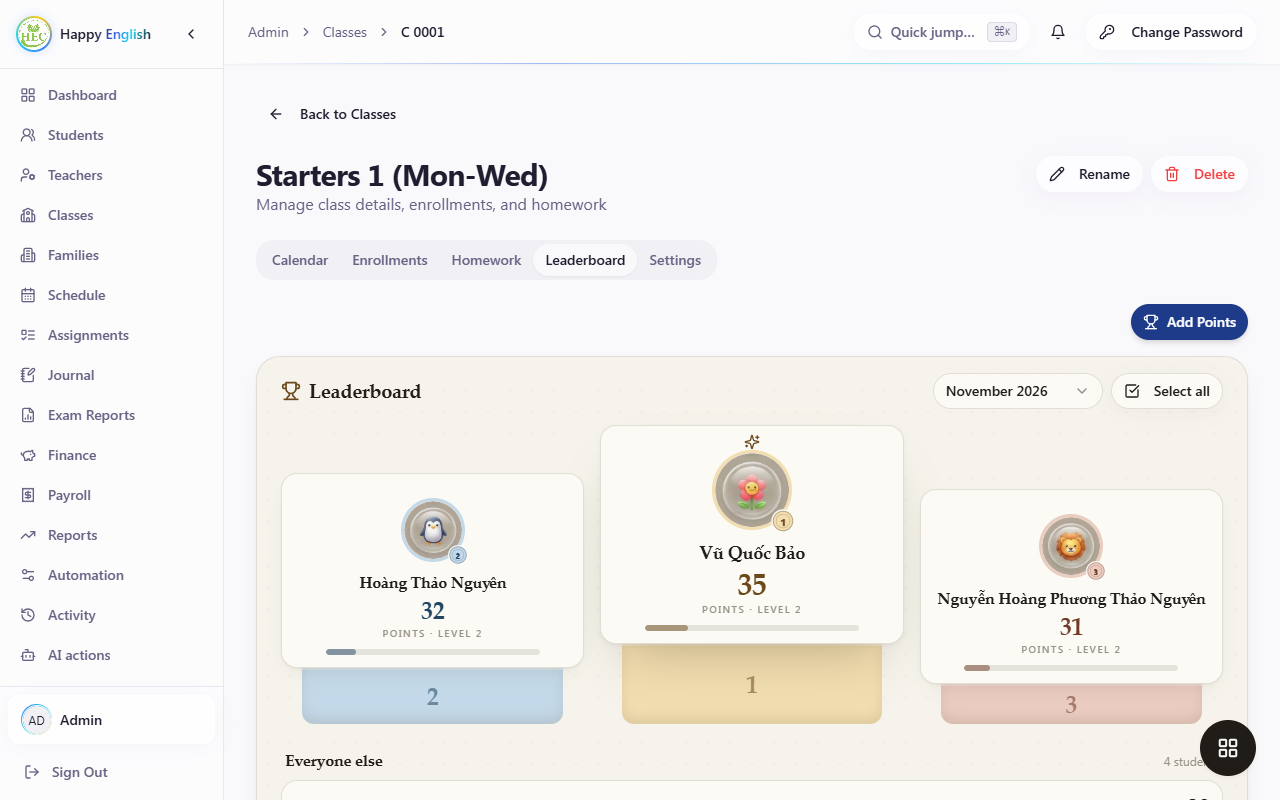 HEC
Happy English
Admin
Classes
C 0001
Quick jump...
⌘K
Change Password
Dashboard
Students
Teachers
Classes
Families
Schedule
Assignments
Journal
Exam Reports
Finance
Payroll
Reports
Automation
Activity
AI actions
AD
Admin
Sign Out
Back to Classes
Starters 1 (Mon-Wed)
Manage class details, enrollments, and homework
Rename
Delete
Calendar
Enrollments
Homework
Leaderboard
Settings
Add Points
Leaderboard
November 2026
Select all
2
Hoàng Thảo Nguyên
32
POINTS · LEVEL 2
2
1
Vũ Quốc Bảo
35
POINTS · LEVEL 2
1
3
Nguyễn Hoàng Phương Thảo Nguyên
31
POINTS · LEVEL 2
3
Everyone else
4